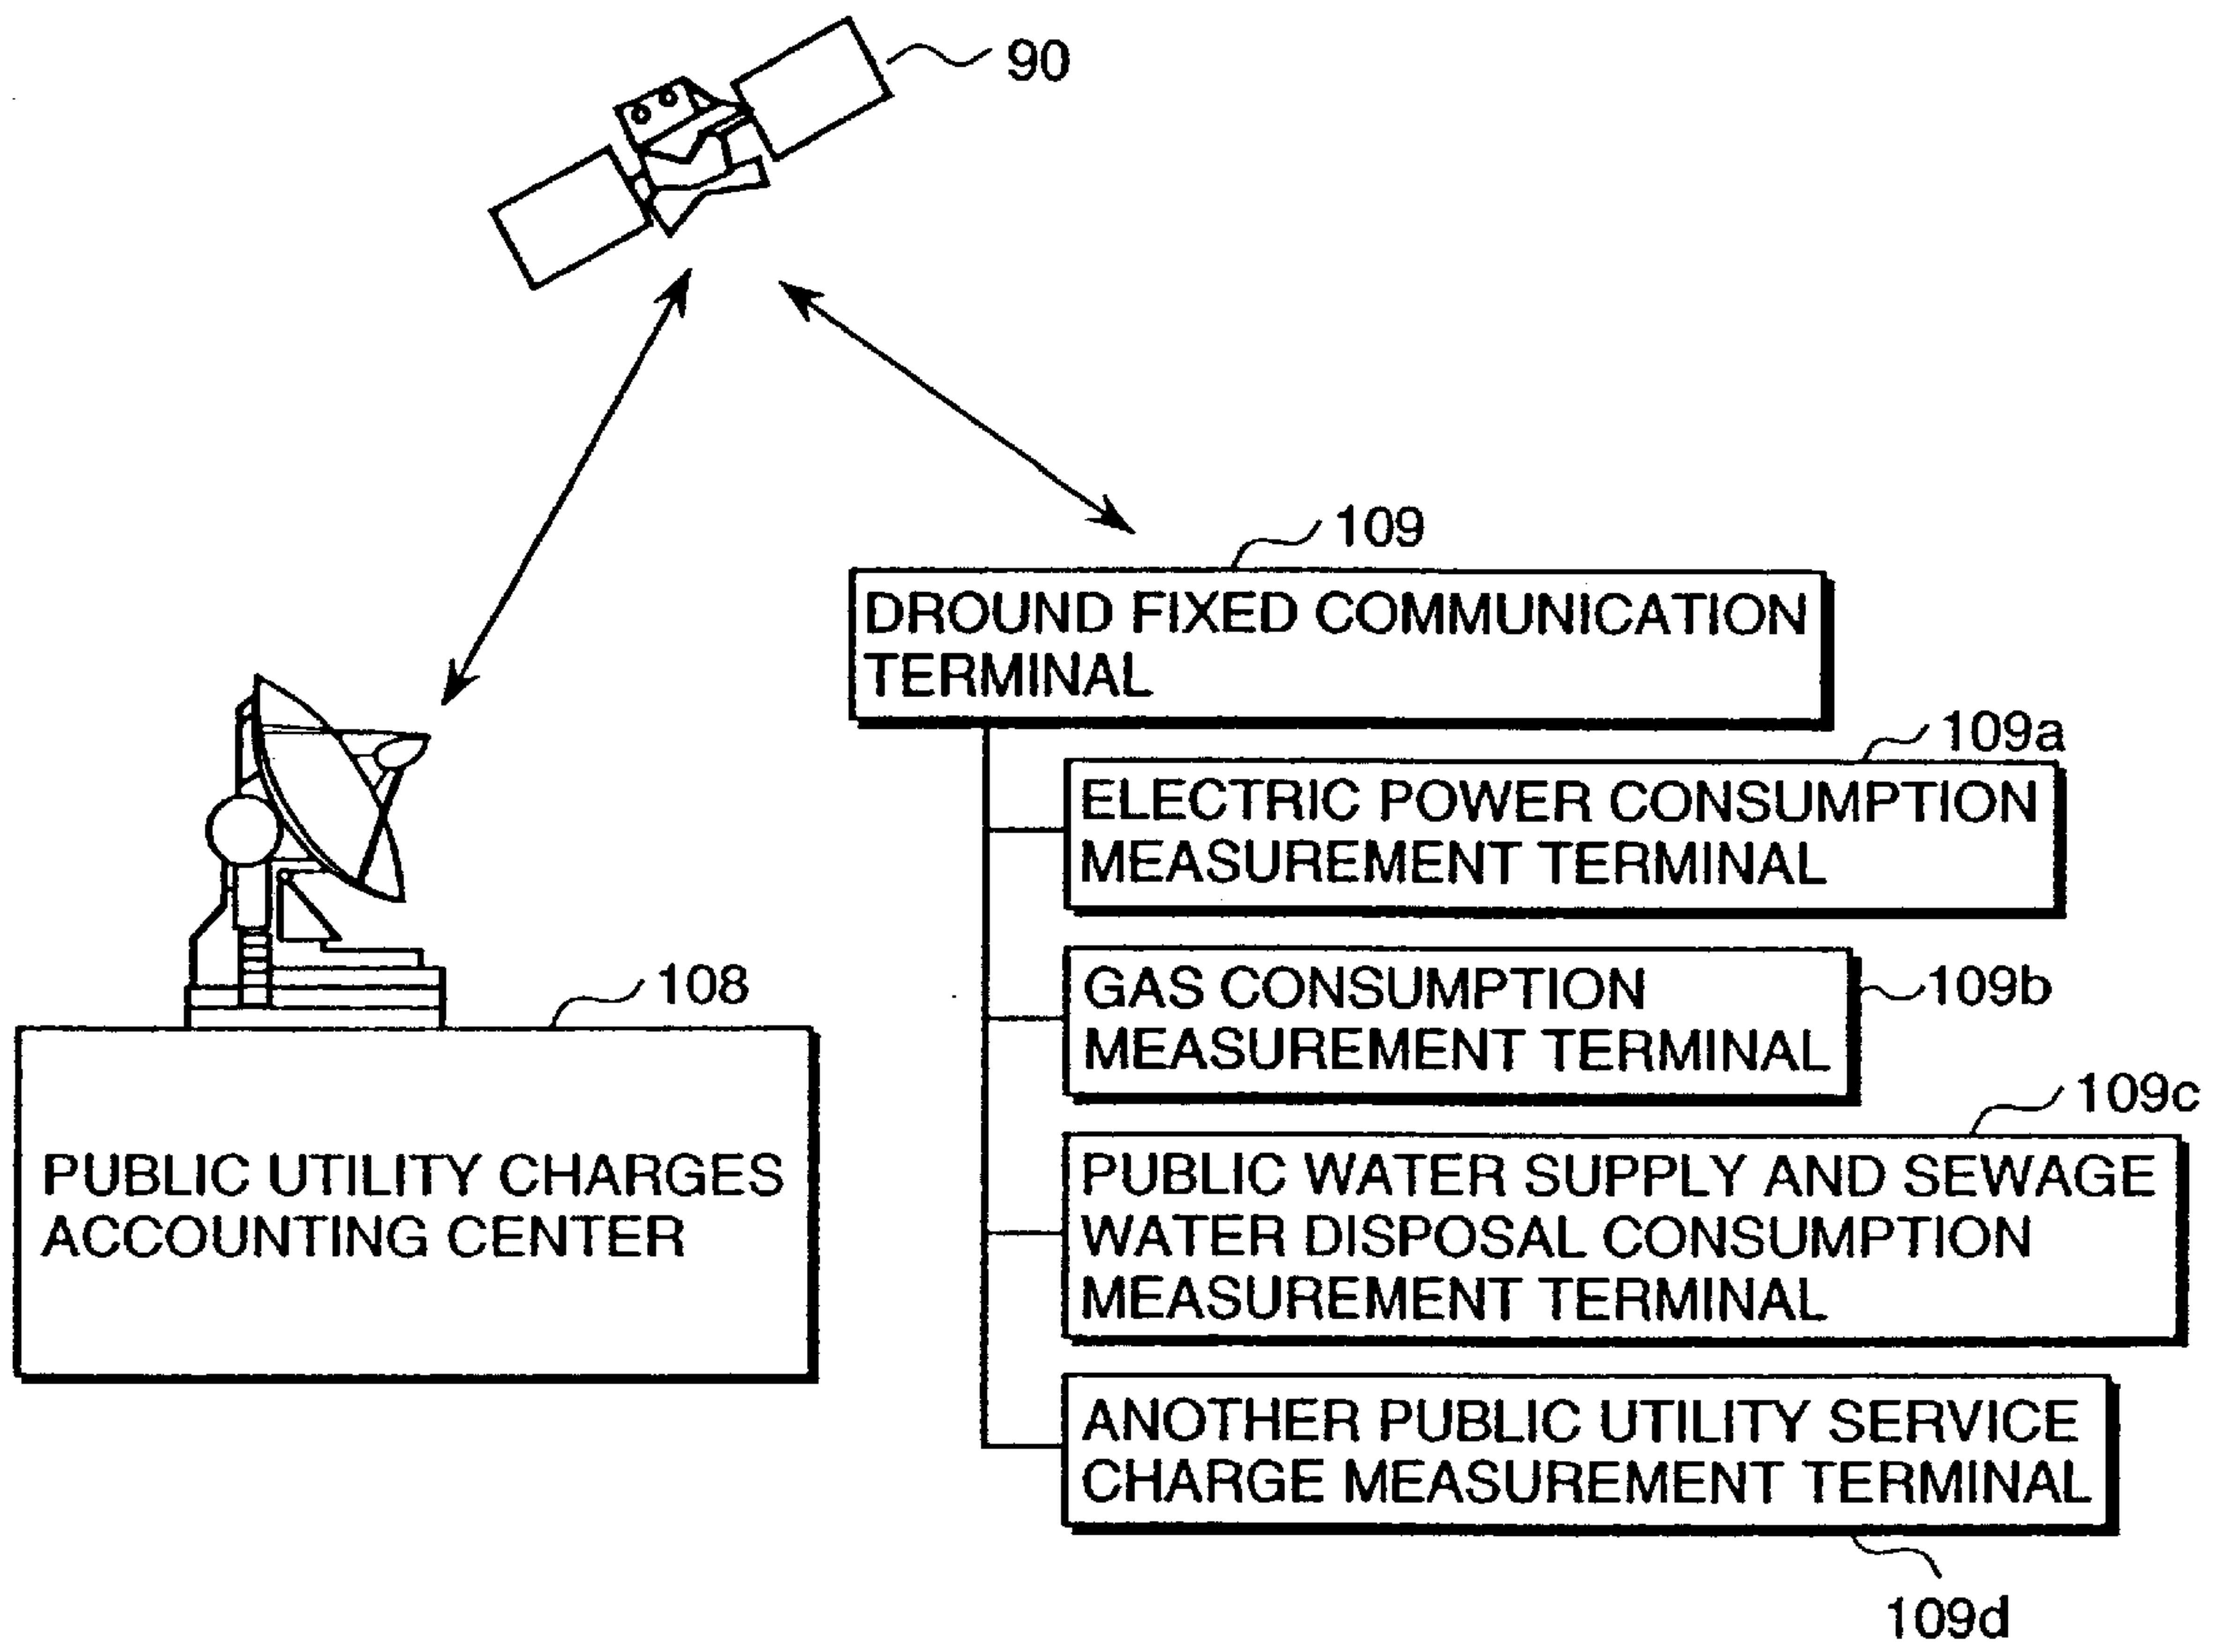 90
109
DROUND FIXED COMMUNICATION
TERMINAL
109a
ELECTRIC POWER CONSUMPTION
MEASUREMENT TERMINAL
109b
GAS CONSUMPTION
MEASUREMENT TERMINAL
108
PUBLIC UTILITY CHARGES
ACCOUNTING CENTER
109c
PUBLIC WATER SUPPLY AND SEWAGE
WATER DISPOSAL CONSUMPTION
MEASUREMENT TERMINAL
ANOTHER PUBLIC UTILITY SERVICE
CHARGE MEASUREMENT TERMINAL
109d